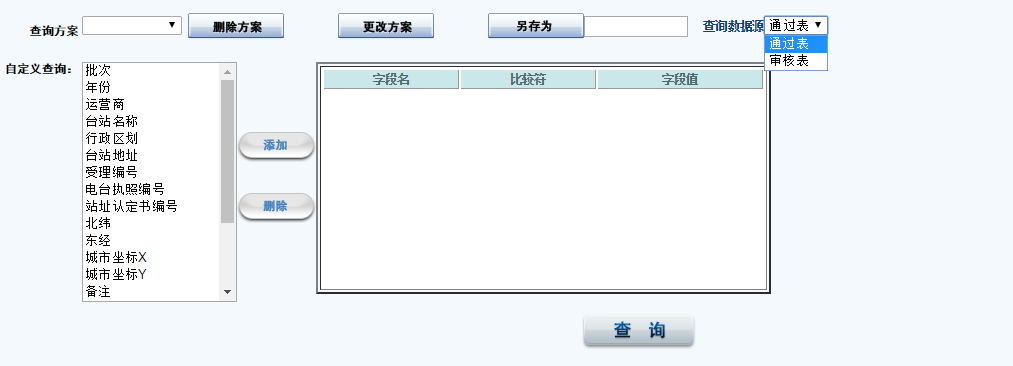 查询方案 删除方案 更改方案 另存为 查询数据源 通过表
通过表
审核表
自定义查询：
批次
年份
运营商
台站名称
行政区划
台站地址
受理编号
电台执照编号
站址认定书编号
北纬
东经
城市坐标X
城市坐标Y
备注
添加
删除
字段名 比较符 字段值
查 询